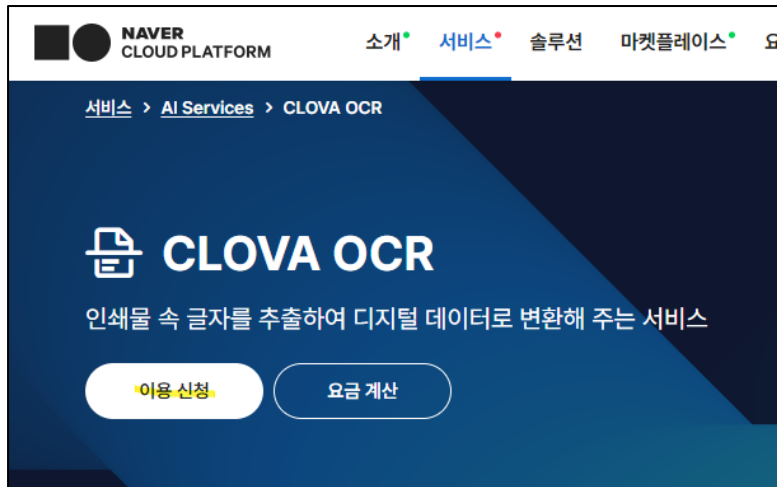 NAVER
CLOUD PLATFORM
소개 서비스 솔루션 마켓플레이스
서비스 > AI Services > CLOVA OCR
CLOVA OCR
인쇄물 속 글자를 추출하여 디지털 데이터로 변환해 주는 서비스
이용 신청 요금 계산